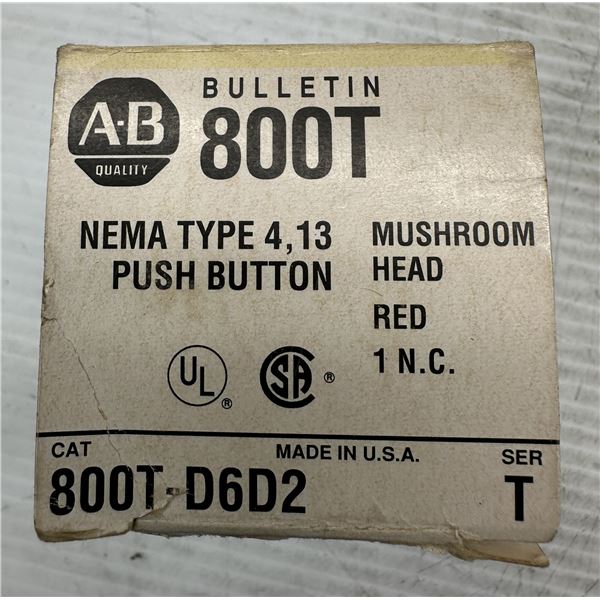 A-B
QUALITY
BULLETIN
800T
NEMA TYPE 4,13
PUSH BUTTON
MUSHROOM
HEAD
RED
1 N.C.
UL®
CSA®
CAT
MADE IN U.S.A.
SER
800T-D6D2
T